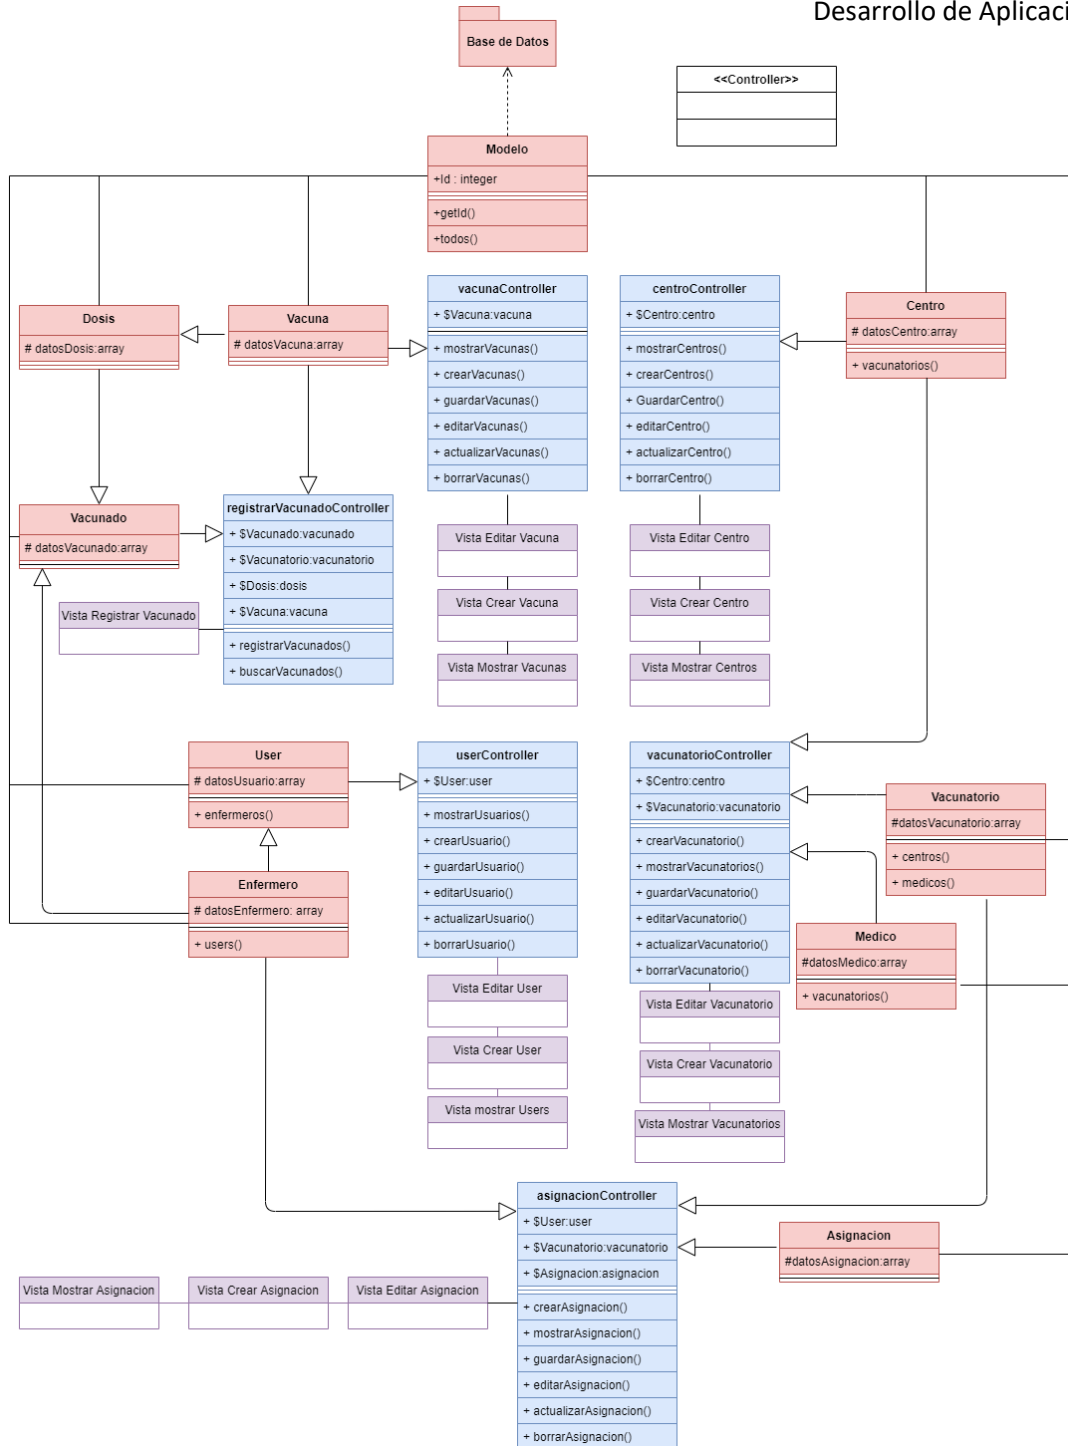 Desarrollo de Aplicaci
Base de Datos
<<Controller>>
Modelo
+Id : integer
+getId()
+todos()
Dosis
# datosDosis:array
Vacuna
# datosVacuna:array
vacunaController
+ $Vacuna:vacuna
+ mostrarVacunas()
+ crearVacunas()
+ guardarVacunas()
+ editarVacunas()
+ actualizarVacunas()
+ borrarVacunas()
centroController
+ $Centro:centro
+ mostrarCentros()
+ crearCentros()
+ GuardarCentro()
+ editarCentro()
+ actualizarCentro()
+ borrarCentro()
Centro
# datosCentro:array
+ vacunatorios()
Vacunado
# datosVacunado:array
registrarVacunadoController
+ $Vacunado:vacunado
+ $Vacunatorio:vacunatorio
+ $Dosis:dosis
+ $Vacuna:vacuna
+ registrarVacunados()
+ buscarVacunados()
Vista Registrar Vacunado
Vista Editar Vacuna
Vista Crear Vacuna
Vista Mostrar Vacunas
Vista Editar Centro
Vista Crear Centro
Vista Mostrar Centros
User
# datosUsuario:array
+ enfermeros()
Enfermero
# datosEnfermero: array
+ users()
userController
+ $User:user
+ mostrarUsuarios()
+ crearUsuario()
+ guardarUsuario()
+ editarUsuario()
+ actualizarUsuario()
+ borrarUsuario()
Vista Editar User
Vista Crear User
Vista mostrar Users
vacunatorioController
+ $Centro:centro
+ $Vacunatorio:vacunatorio
+ crearVacunatorio()
+ mostrarVacunatorios()
+ guardarVacunatorio()
+ editarVacunatorio()
+ actualizarVacunatorio()
+ borrarVacunatorio()
Vista Editar Vacunatorio
Vista Crear Vacunatorio
Vista Mostrar Vacunatorios
Vacunatorio
#datosVacunatorio:array
+ centros()
+ medicos()
Medico
#datosMedico:array
+ vacunatorios()
asignacionController
+ $User:user
+ $Vacunatorio:vacunatorio
+ $Asignacion:asignacion
+ crearAsignacion()
+ mostrarAsignacion()
+ guardarAsignacion()
+ editarAsignacion()
+ actualizarAsignacion()
+ borrarAsignacion()
Asignacion
#datosAsignacion:array
Vista Mostrar Asignacion
Vista Crear Asignacion
Vista Editar Asignacion